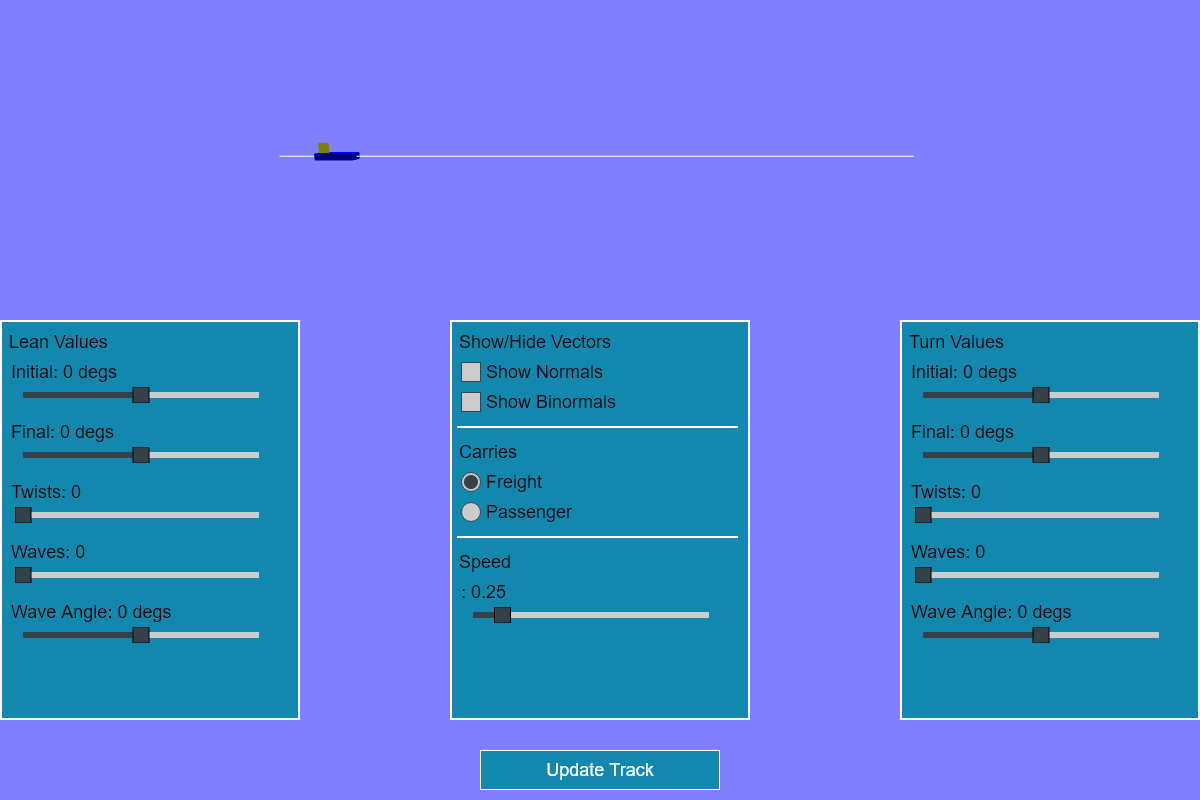 Lean Values
Initial: 0 degs
Final: 0 degs
Twists: 0
Waves: 0
Wave Angle: 0 degs
Show/Hide Vectors
Show Normals
Show Binormals
Carries
Freight
Passenger
Speed
: 0.25
Turn Values
Initial: 0 degs
Final: 0 degs
Twists: 0
Waves: 0
Wave Angle: 0 degs
Update Track